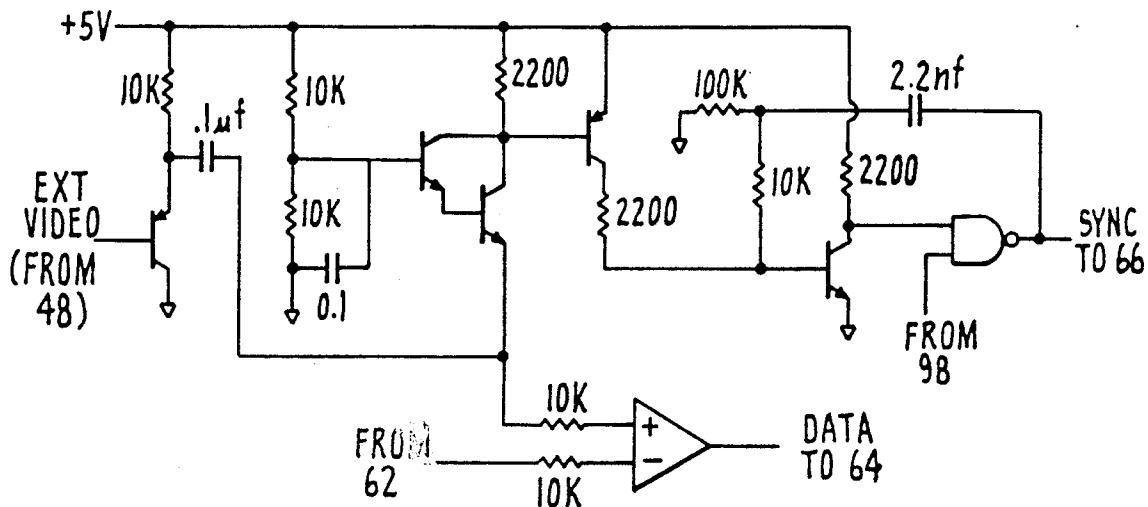 +5V
10K
.1µf
10K
2200
100K
2.2nf
10K
10K
2200
2200
EXT
VIDEO
(FROM
48)
0.1
SYNC
TO 66
FROM
98
10K
FROM
62
10K
DATA
TO 64
+
−